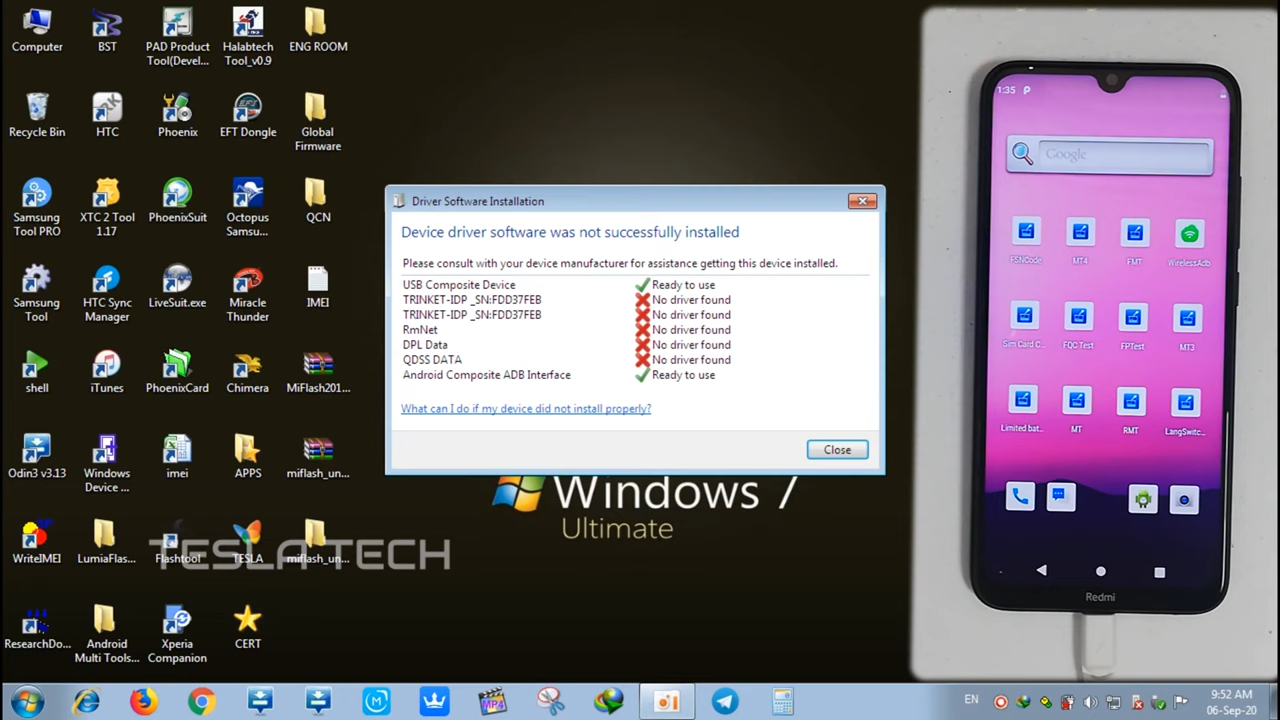 Computer
BST
PAD Product
Tool(Devel...
Halabtech
Tool_v0.9
ENG ROOM
Recycle Bin
HTC
Phoenix
EFT Dongle
Global
Firmware
Samsung
Tool PRO
XTC 2 Tool
1.17
PhoenixSuit
Octopus
Samsu...
QCN
Samsung
Tool
HTC Sync
Manager
LiveSuit.exe
Miracle
Thunder
IMEI
shell
iTunes
PhoenixCard
Chimera
MiFlash201...
Odin3 v3.13
Windows
Device ...
imei
APPS
miflash_un...
WriteIMEI
LumiaFlas...
Flashtool
TESLA
miflash_un...
TESLA TECH
ResearchDo...
Android
Multi Tools...
Xperia
Companion
CERT
Driver Software Installation
Device driver software was not successfully installed
Please consult with your device manufacturer for assistance getting this device installed.
USB Composite Device Ready to use
TRINKET-IDP _SN:FDD37FEB No driver found
TRINKET-IDP _SN:FDD37FEB No driver found
RmNet No driver found
DPL Data No driver found
QDSS DATA No driver found
Android Composite ADB Interface Ready to use
What can I do if my device did not install properly?
Close
Windows 7
Ultimate
1:35
Google
FSNCode
MT4
FMT
WirelessAdb
Sim Card C...
FQC Test
FPTest
MT3
Limited bat...
MT
RMT
LangSwitc...
Redmi
MP4
EN
9:52 AM
06-Sep-20